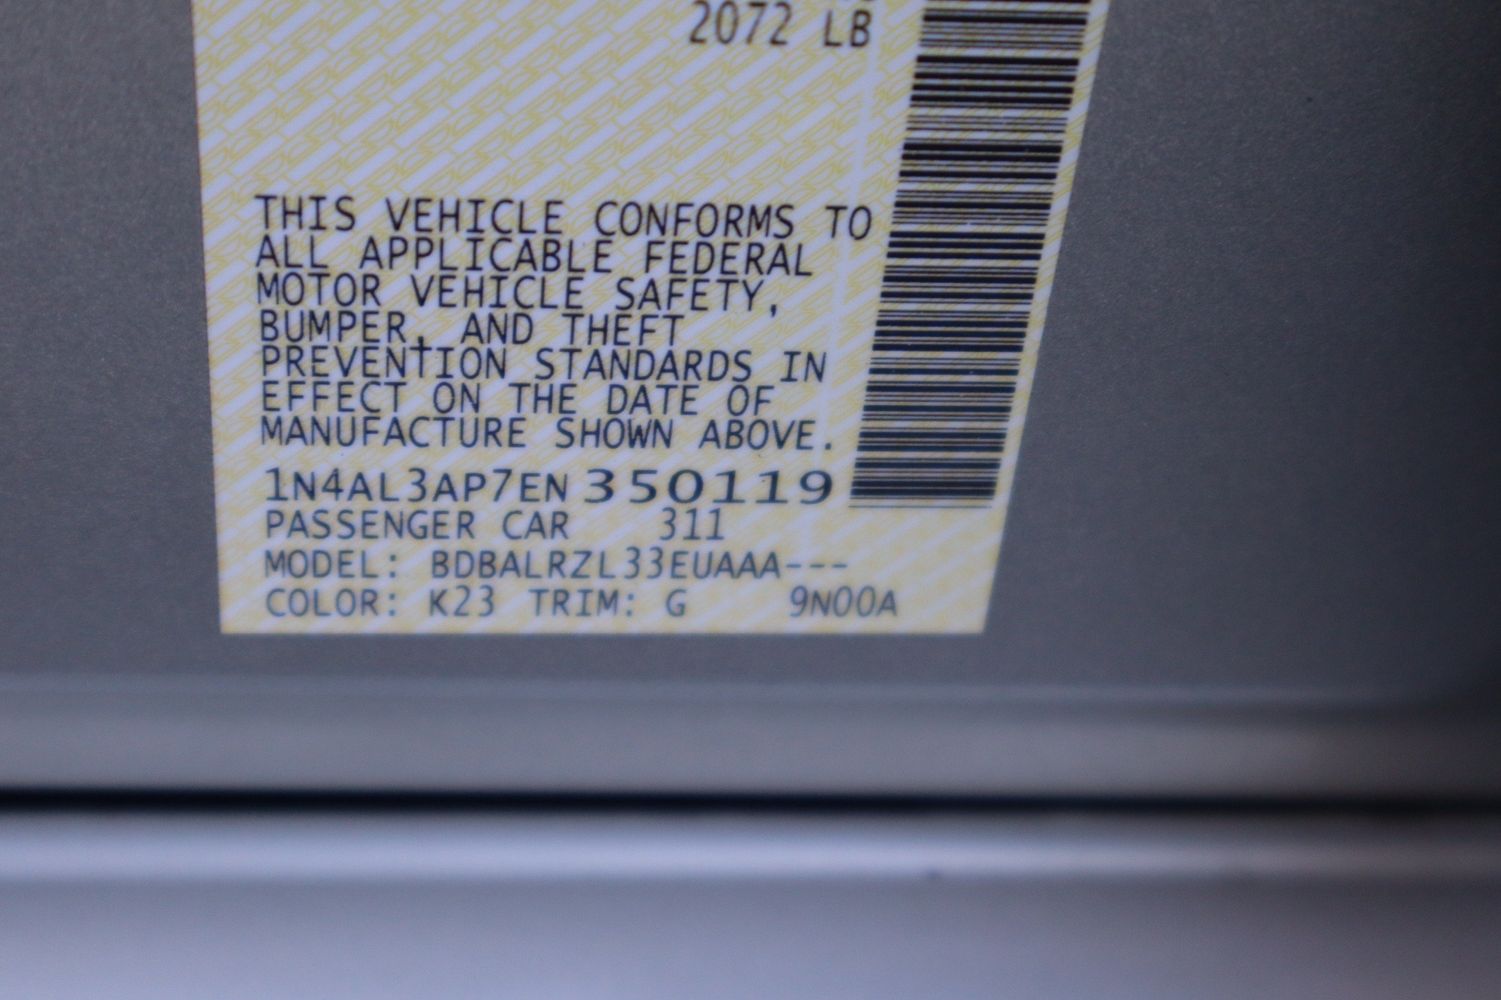 2072 LB
THIS VEHICLE CONFORMS TO
ALL APPLICABLE FEDERAL
MOTOR VEHICLE SAFETY,
BUMPER, AND THEFT
PREVENTION STANDARDS IN
EFFECT ON THE DATE OF
MANUFACTURE SHOWN ABOVE.
1N4AL3AP7EN350119
PASSENGER CAR 311
MODEL: BDBALRZL33EUAAA---
COLOR: K23 TRIM: G 9N00A